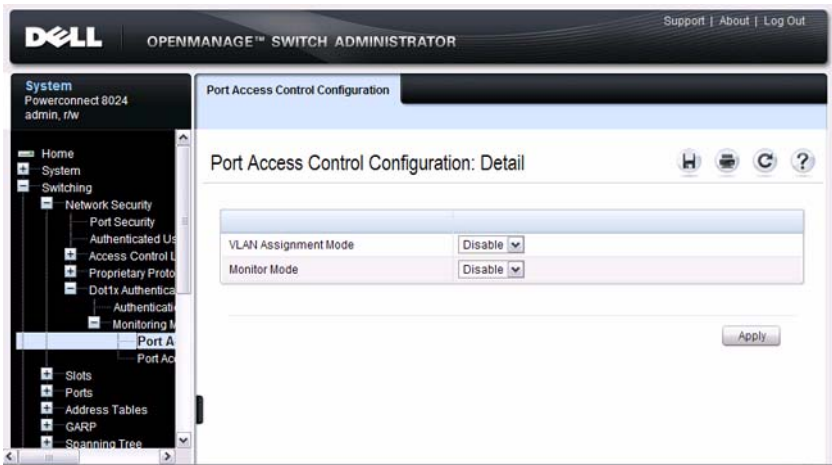 Support | About | Log Out
DELL OPENMANAGE™ SWITCH ADMINISTRATOR
System
Powerconnect 8024
admin, r/w
Port Access Control Configuration
Home
System
Switching
Network Security
Port Security
Authenticated Us
Access Control L
Proprietary Proto
Dot1x Authentica
Authenticati
Monitoring M
Port A
Port Ac
Slots
Ports
Address Tables
GARP
Spanning Tree
Port Access Control Configuration: Detail
?
VLAN Assignment Mode Disable
Monitor Mode Disable
Apply